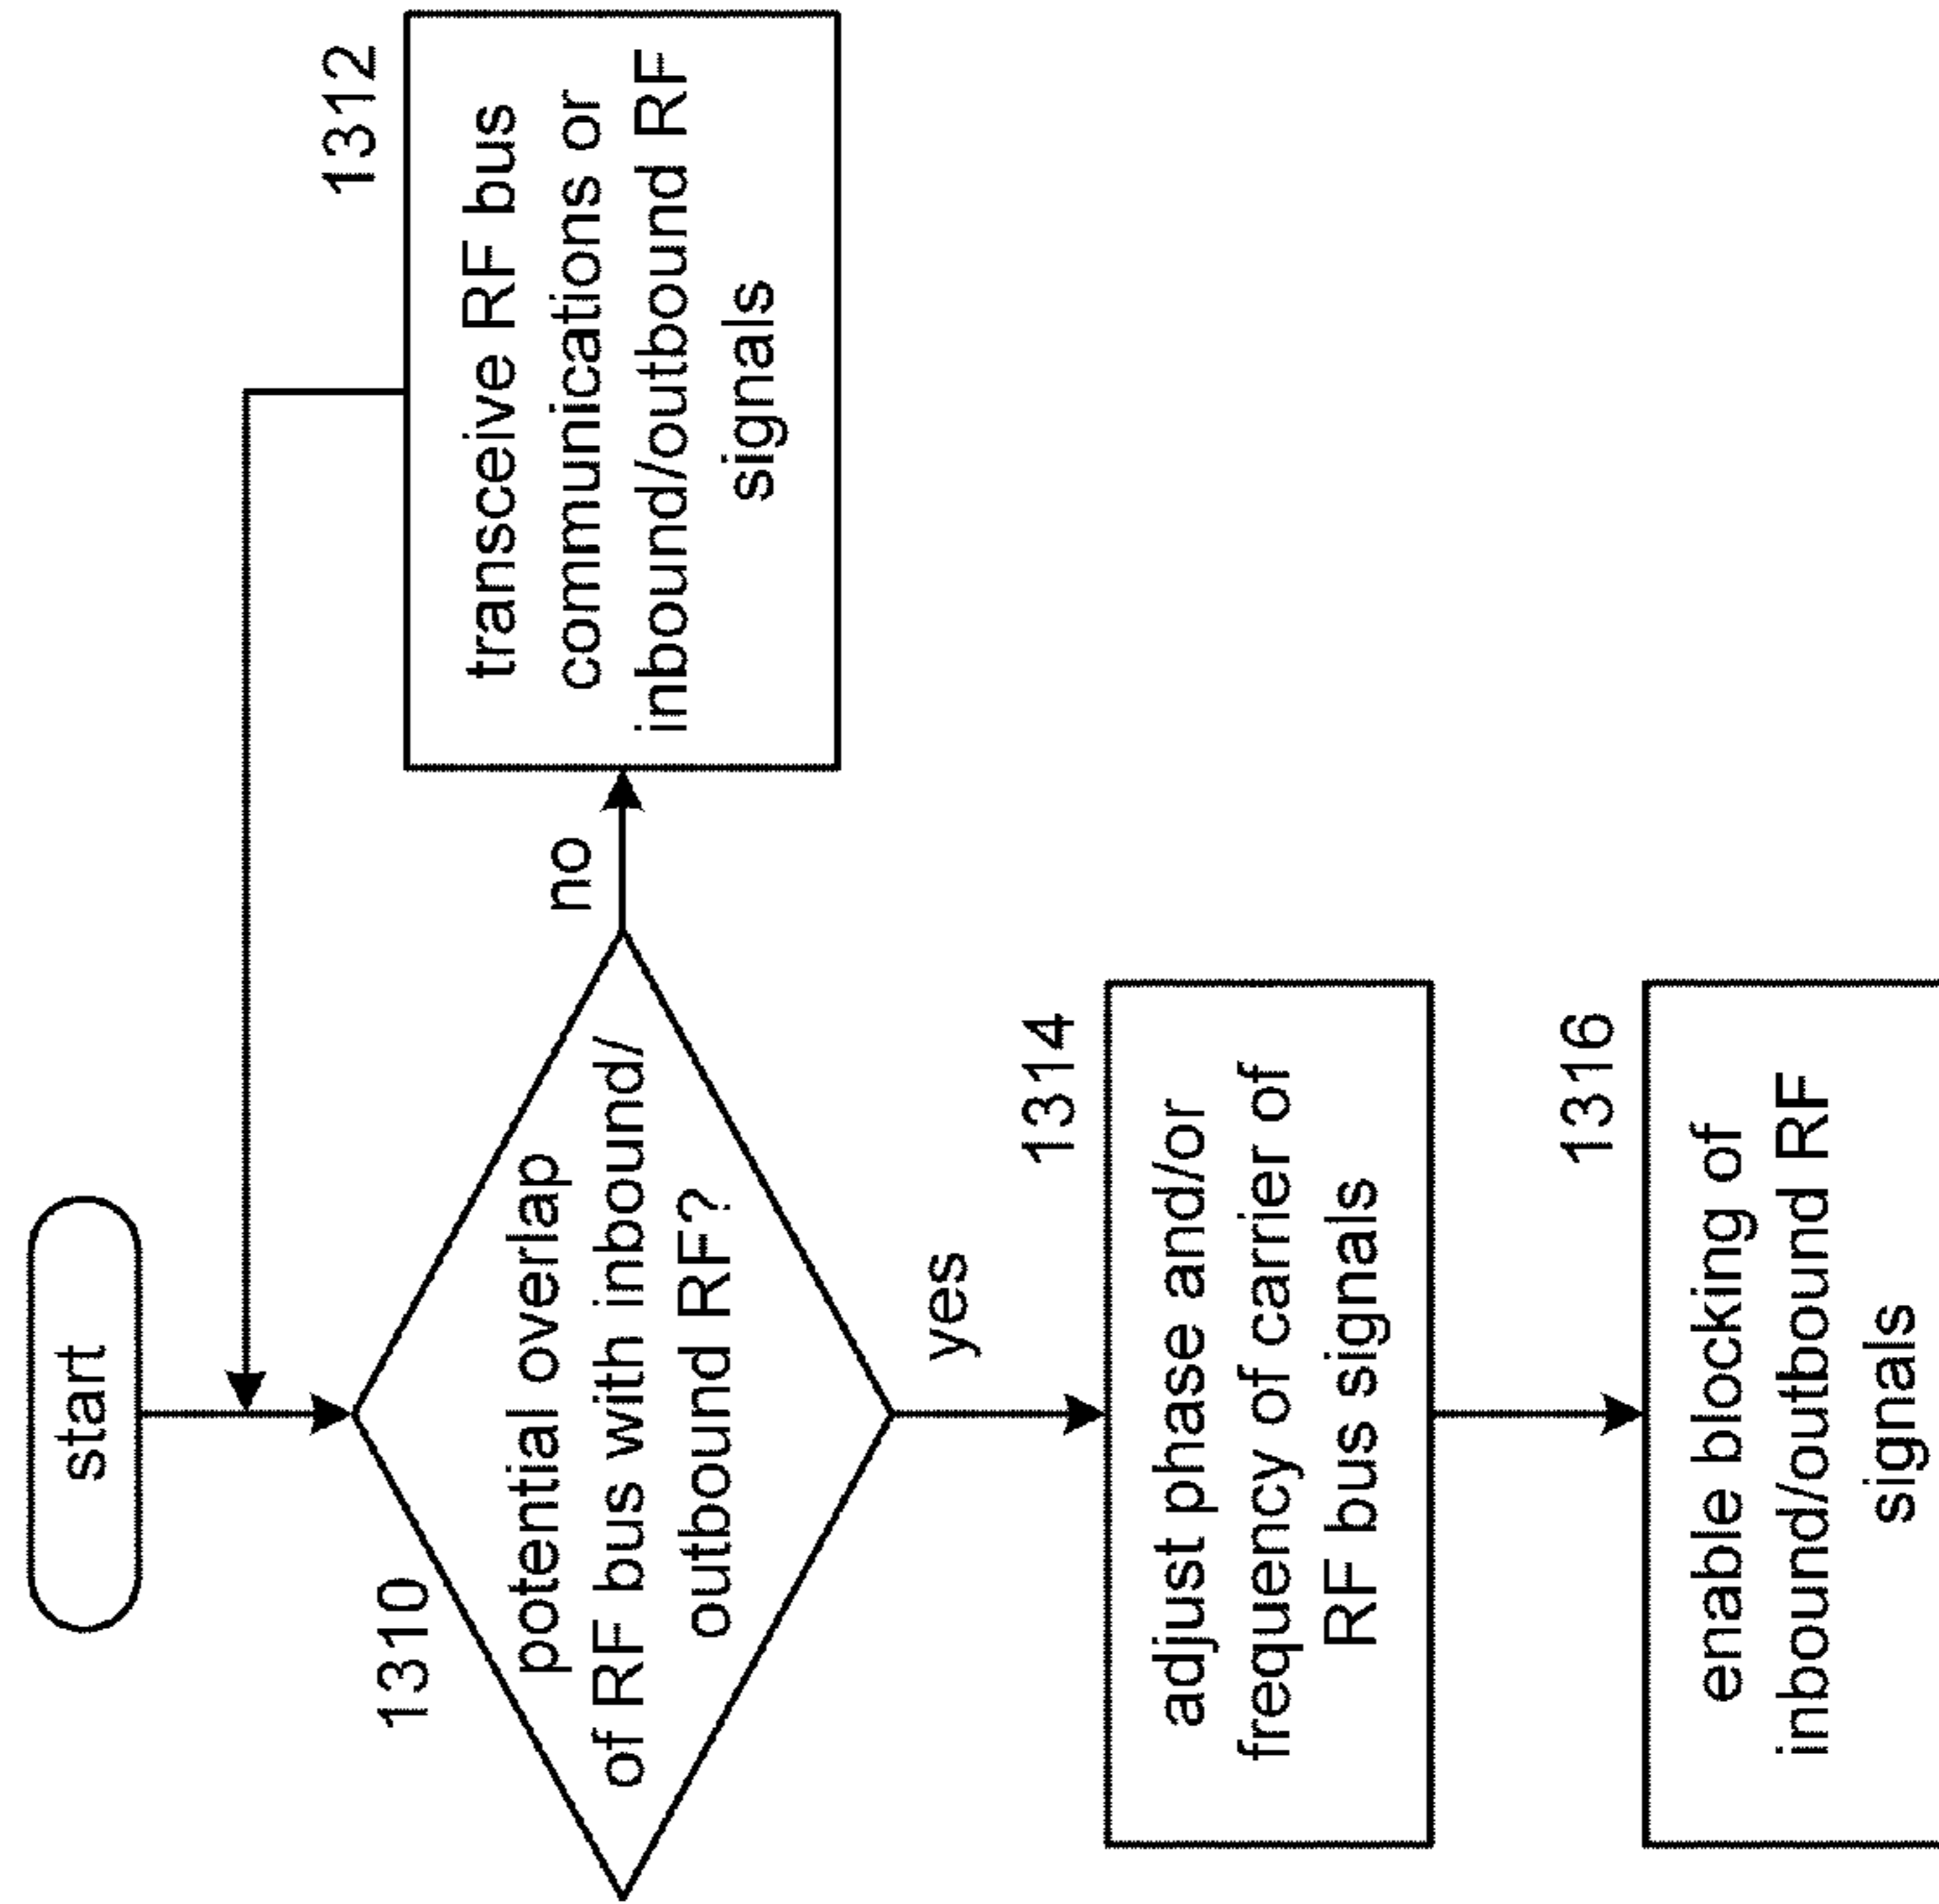 start
1310
potential overlap
of RF bus with inbound/
outbound RF?
no
1312
transceive RF bus
communications or
inbound/outbound RF
signals
yes
1314
adjust phase and/or
frequency of carrier of
RF bus signals
1316
enable blocking of
inbound/outbound RF
signals